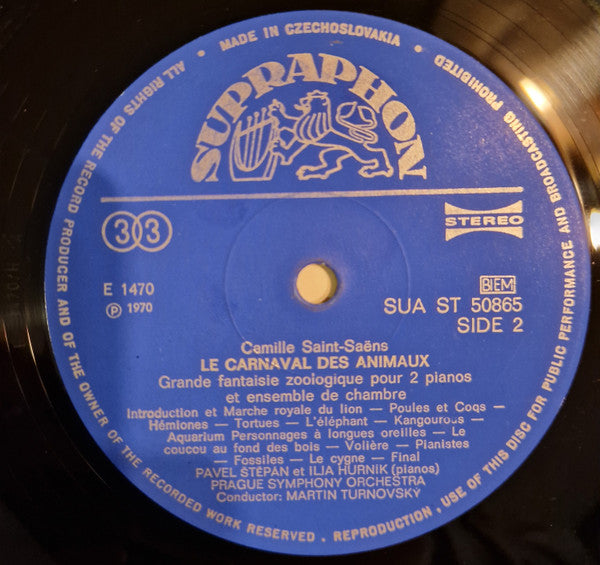 MADE IN CZECHOSLOVAKIA
SUPRAPHON
33
STEREO
E 1470
℗ 1970
BIEM
SUA ST 50865
SIDE 2
Camille Saint-Saëns
LE CARNAVAL DES ANIMAUX
Grande fantaisie zoologique pour 2 pianos
et ensemble de chambre
Introduction et Marche royale du lion — Poules et Coqs —
Hémiones — Tortues — L'éléphant — Kangourous —
Aquarium Personnages à longues oreilles — Le
coucou au fond des bois — Volière — Pianistes
— Fossiles — Le cygne — Final
PAVEL ŠTĚPÁN et ILJA HURNÍK (pianos)
PRAGUE SYMPHONY ORCHESTRA
Conductor: MARTIN TURNOVSKÝ
ALL RIGHTS OF THE RECORD PRODUCER AND OF THE OWNER OF THE RECORDED WORK RESERVED . REPRODUCTION , USE OF THIS DISC FOR PUBLIC PERFORMANCE AND BROADCASTING PROHIBITED